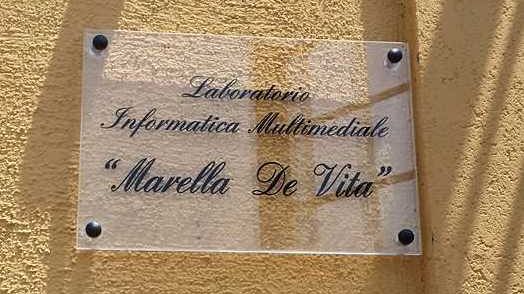 Laboratorio
Informatica Multimediale
“Marella De Vita”